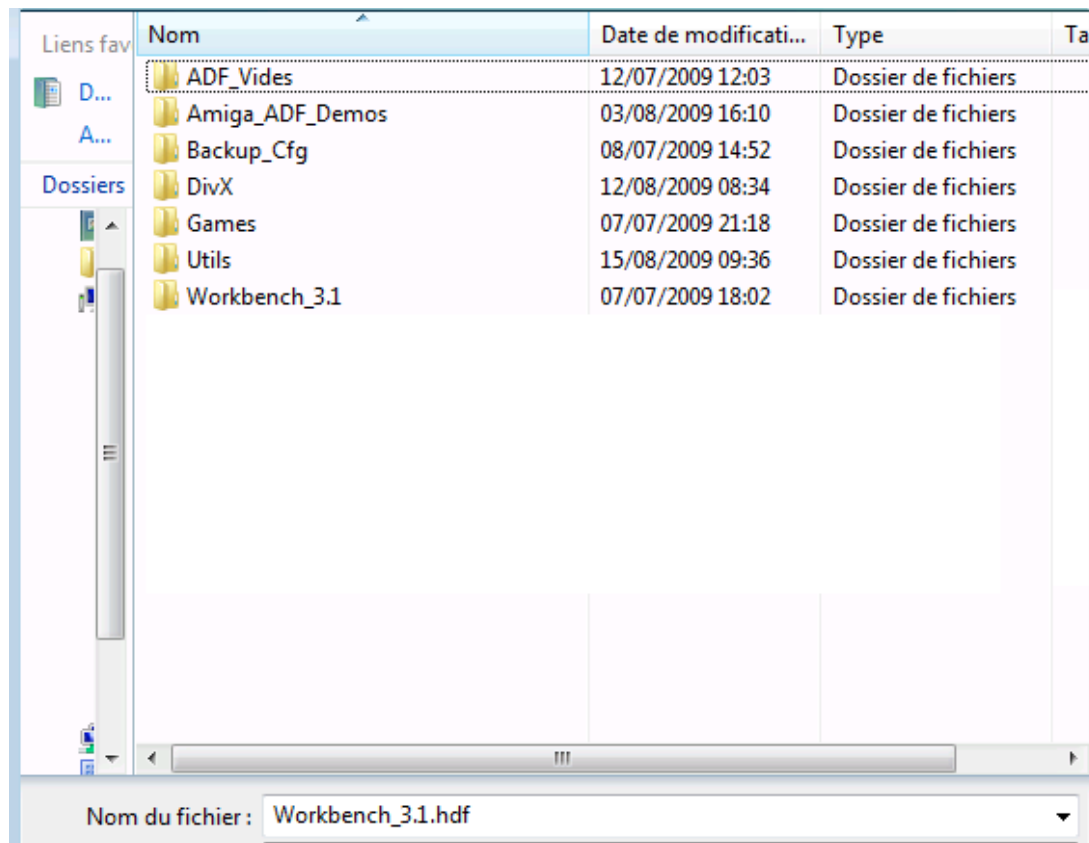 Liens fav
D...
A...
Dossiers
Nom Date de modificati... Type Ta
ADF_Vides 12/07/2009 12:03 Dossier de fichiers
Amiga_ADF_Demos 03/08/2009 16:10 Dossier de fichiers
Backup_Cfg 08/07/2009 14:52 Dossier de fichiers
DivX 12/08/2009 08:34 Dossier de fichiers
Games 07/07/2009 21:18 Dossier de fichiers
Utils 15/08/2009 09:36 Dossier de fichiers
Workbench_3.1 07/07/2009 18:02 Dossier de fichiers
Nom du fichier : Workbench_3.1.hdf